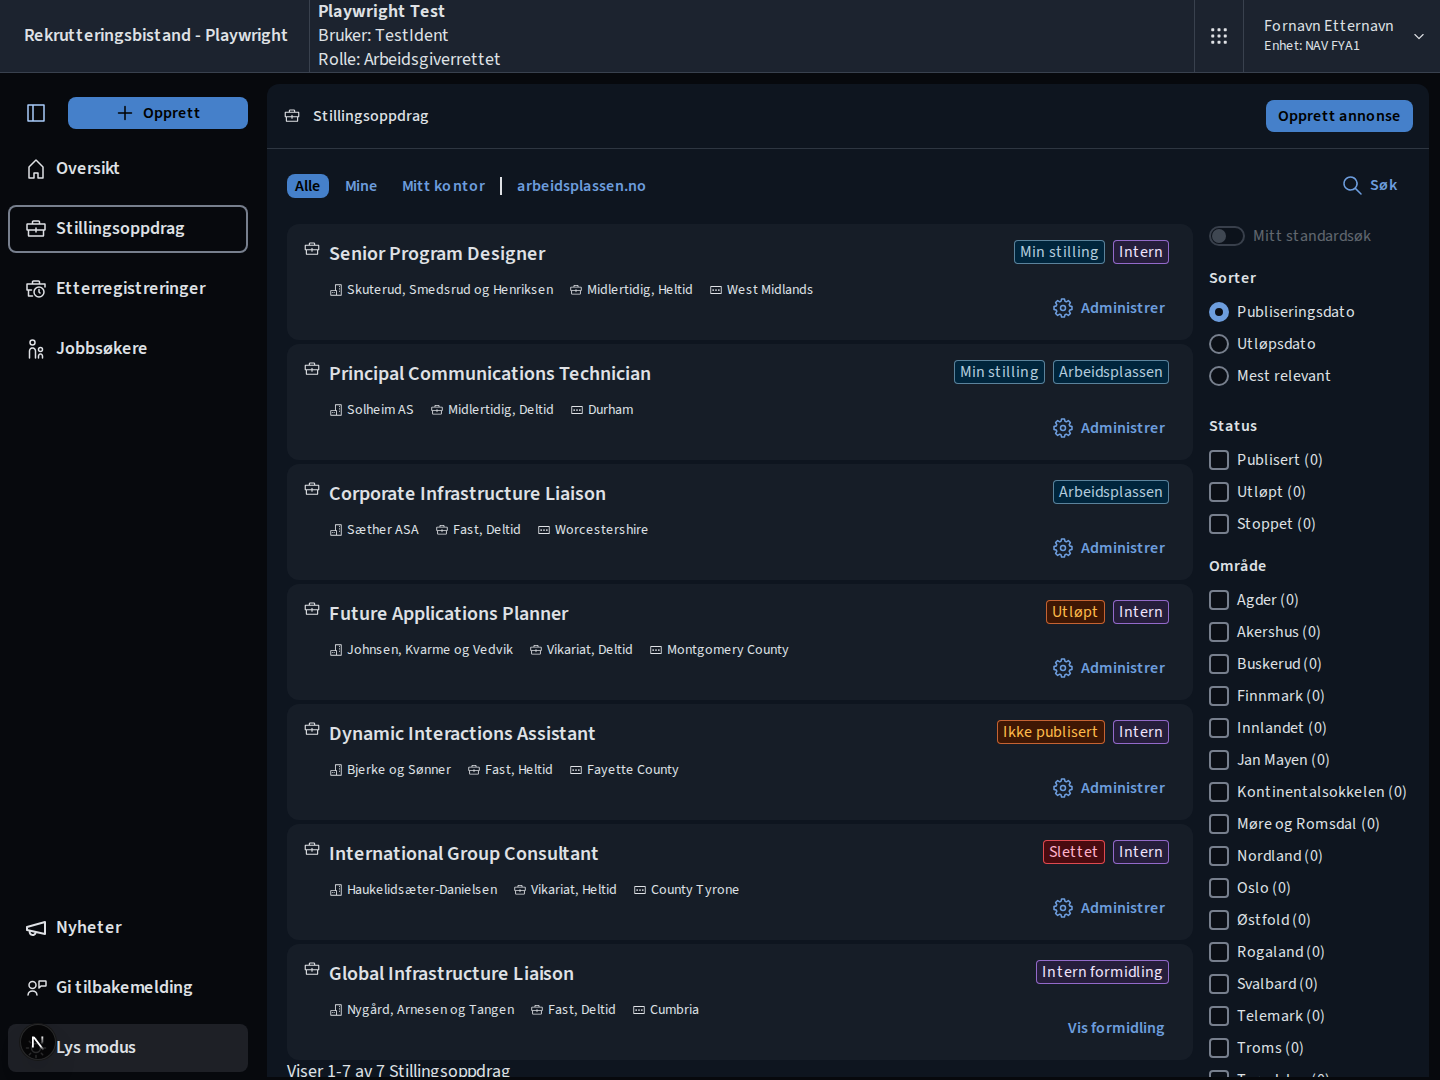 Rekrutteringsbistand - Playwright
Playwright Test
Bruker: TestIdent
Rolle: Arbeidsgiverrettet
Fornavn Etternavn
Enhet: NAV FYA1
Opprett
Oversikt
Stillingsoppdrag
Etterregistreringer
Jobbsøkere
Nyheter
Gi tilbakemelding
N
Lys modus
Stillingsoppdrag
Opprett annonse
Alle
Mine
Mitt kontor
arbeidsplassen.no
Søk
Senior Program Designer
Min stilling
Intern
Skuterud, Smedsrud og Henriksen
Midlertidig, Heltid
West Midlands
Administrer
Principal Communications Technician
Min stilling
Arbeidsplassen
Solheim AS
Midlertidig, Deltid
Durham
Administrer
Corporate Infrastructure Liaison
Arbeidsplassen
Sæther ASA
Fast, Deltid
Worcestershire
Administrer
Future Applications Planner
Utløpt
Intern
Johnsen, Kvarme og Vedvik
Vikariat, Deltid
Montgomery County
Administrer
Dynamic Interactions Assistant
Ikke publisert
Intern
Bjerke og Sønner
Fast, Heltid
Fayette County
Administrer
International Group Consultant
Slettet
Intern
Haukelidsæter-Danielsen
Vikariat, Heltid
County Tyrone
Administrer
Global Infrastructure Liaison
Intern formidling
Nygård, Arnesen og Tangen
Fast, Deltid
Cumbria
Vis formidling
Viser 1-7 av 7 Stillingsoppdrag
Mitt standardsøk
Sorter
Publiseringsdato
Utløpsdato
Mest relevant
Status
Publisert (0)
Utløpt (0)
Stoppet (0)
Område
Agder (0)
Akershus (0)
Buskerud (0)
Finnmark (0)
Innlandet (0)
Jan Mayen (0)
Kontinentalsokkelen (0)
Møre og Romsdal (0)
Nordland (0)
Oslo (0)
Østfold (0)
Rogaland (0)
Svalbard (0)
Telemark (0)
Troms (0)